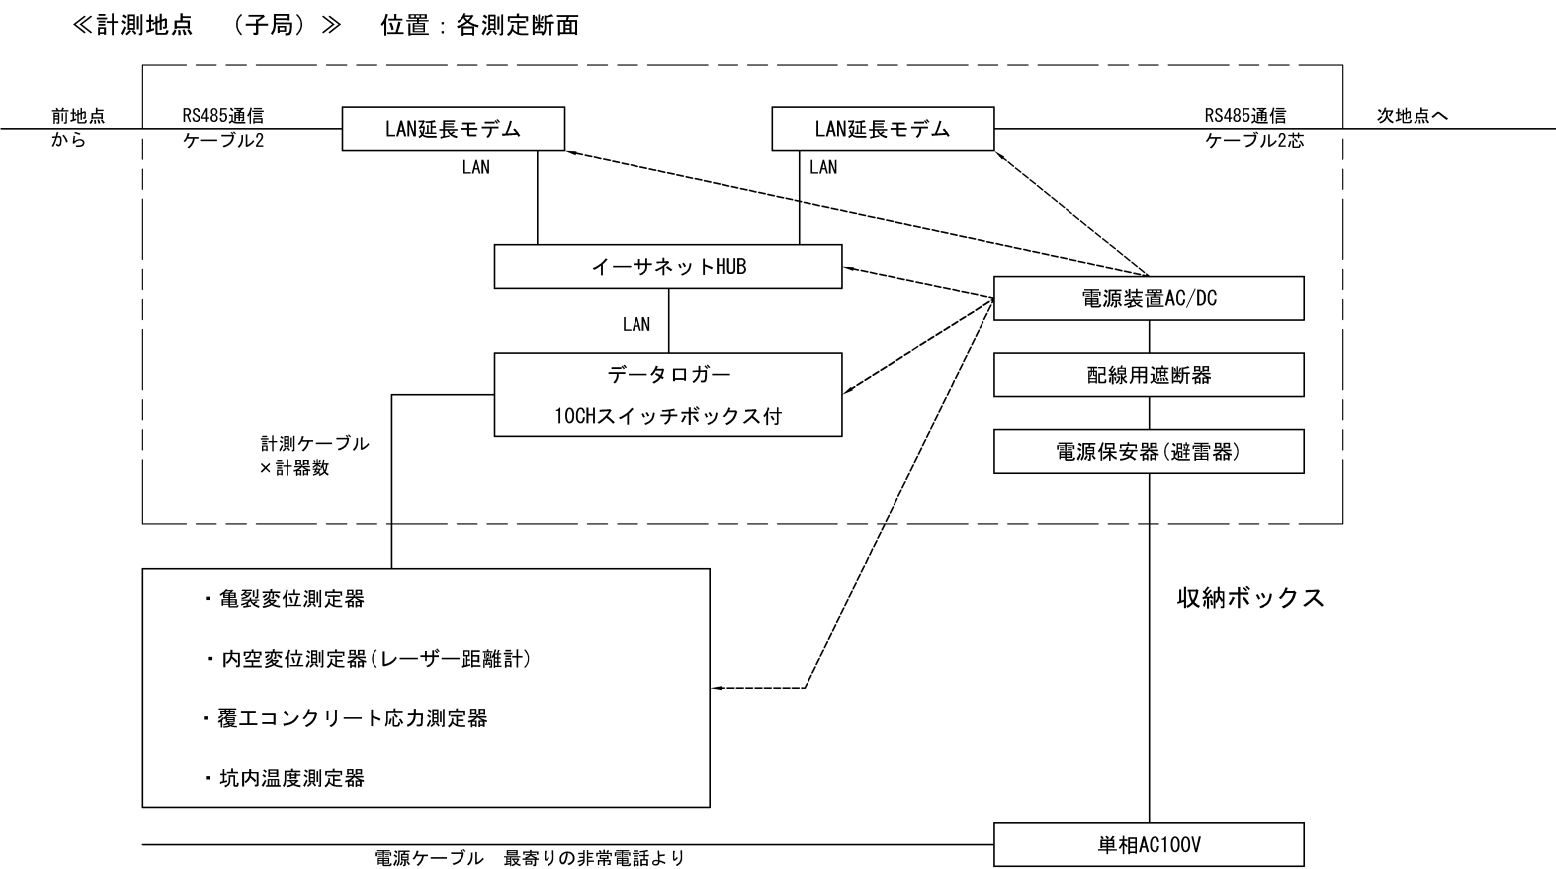 ≪計測地点　（子局）≫　位置：各測定断面
前地点
から
RS485通信
ケーブル2
LAN延長モデム
LAN延長モデム
RS485通信
ケーブル2芯
次地点へ
LAN
LAN
イーサネットHUB
電源装置AC/DC
LAN
データロガー
10CHスイッチボックス付
配線用遮断器
計測ケーブル
×計器数
電源保安器(避雷器)
・亀裂変位測定器
収納ボックス
・内空変位測定器(レーザー距離計)
・覆工コンクリート応力測定器
・坑内温度測定器
単相AC100V
電源ケーブル　最寄りの非常電話より